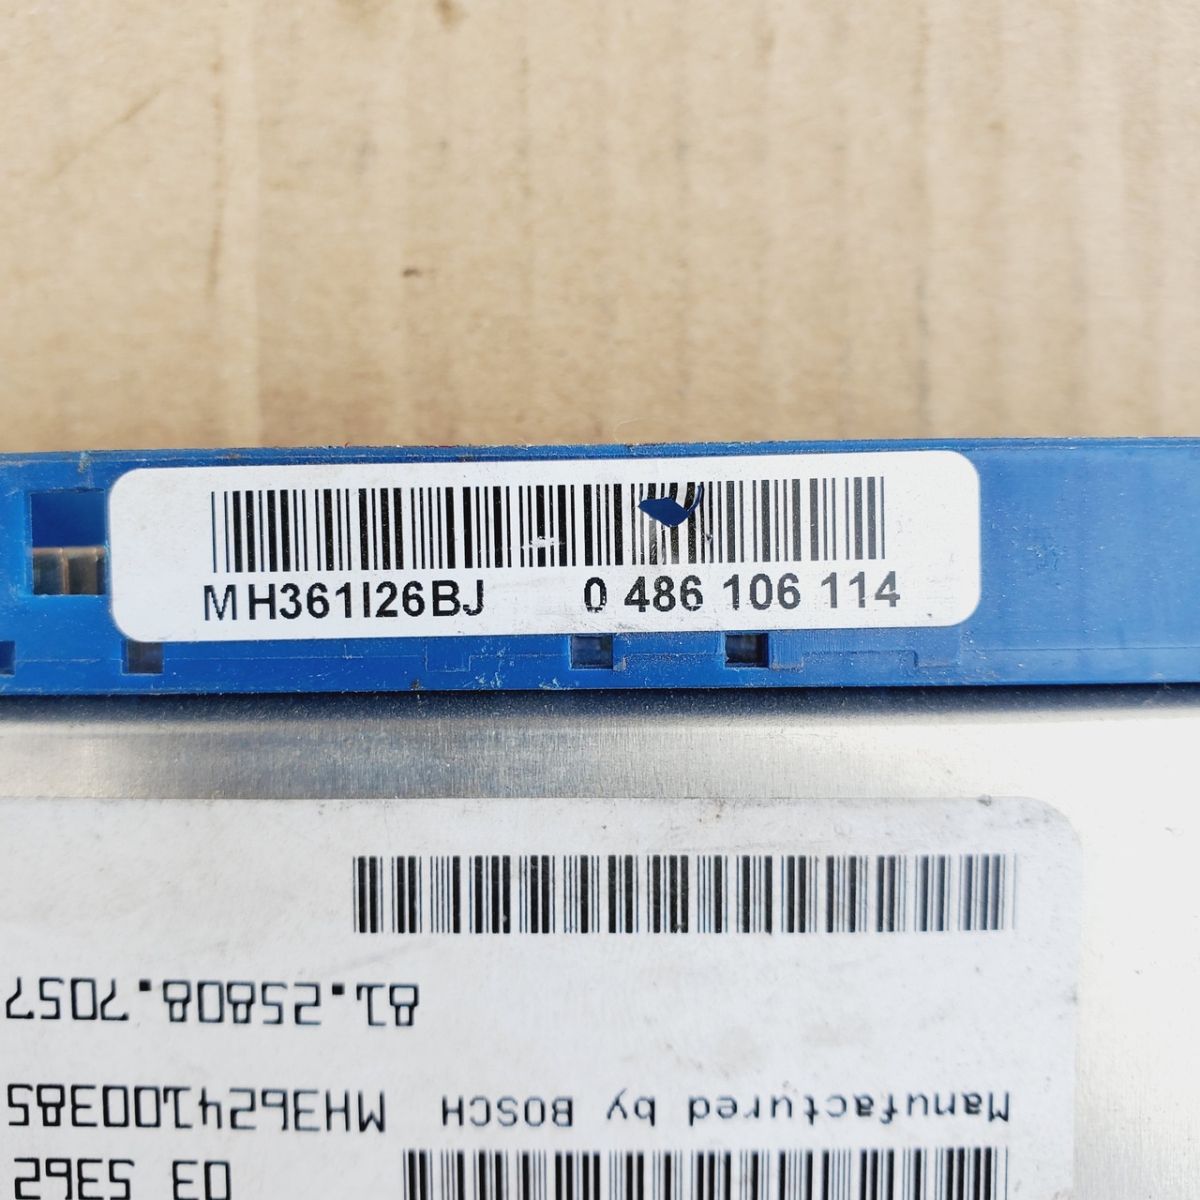 MH361I26BJ 0 486 106 114
03 5362
Manufactured by BOSCH MH3624100385
81.25808.7057